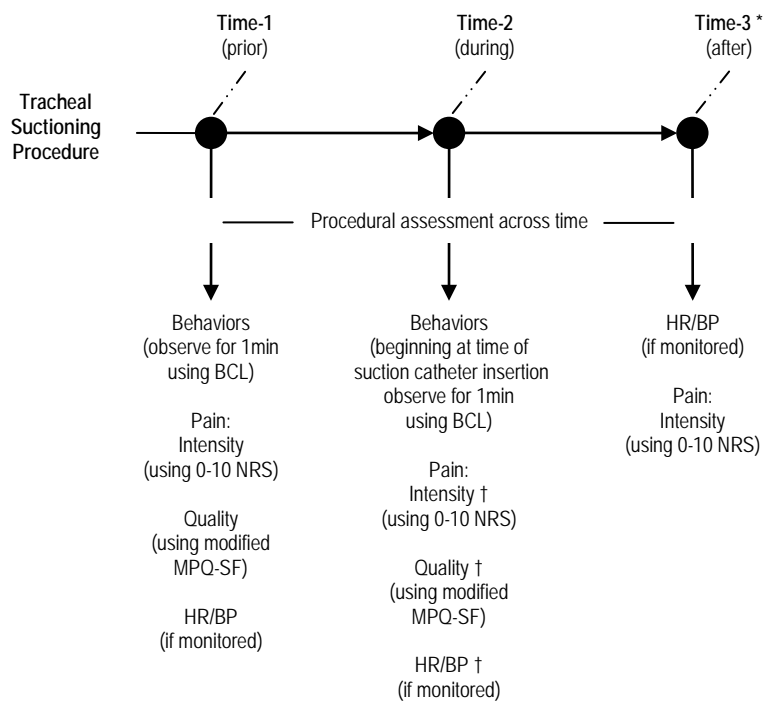 Time-1
(prior)
Time-2
(during)
Time-3 *
(after)
Tracheal
Suctioning
Procedure
Procedural assessment across time
Behaviors
(observe for 1min
using BCL)
Pain:
Intensity
(using 0-10 NRS)
Quality
(using modified
MPQ-SF)
HR/BP
(if monitored)
Behaviors
(beginning at time of
suction catheter insertion
observe for 1min
using BCL)
Pain:
Intensity †
(using 0-10 NRS)
Quality †
(using modified
MPQ-SF)
HR/BP †
(if monitored)
HR/BP
(if monitored)
Pain:
Intensity
(using 0-10 NRS)